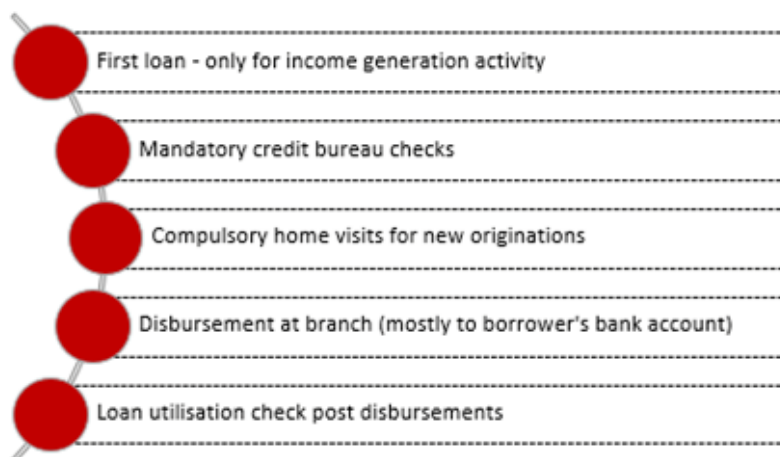 First loan - only for income generation activity
Mandatory credit bureau checks
Compulsory home visits for new originations
Disbursement at branch (mostly to borrower's bank account)
Loan utilisation check post disbursements